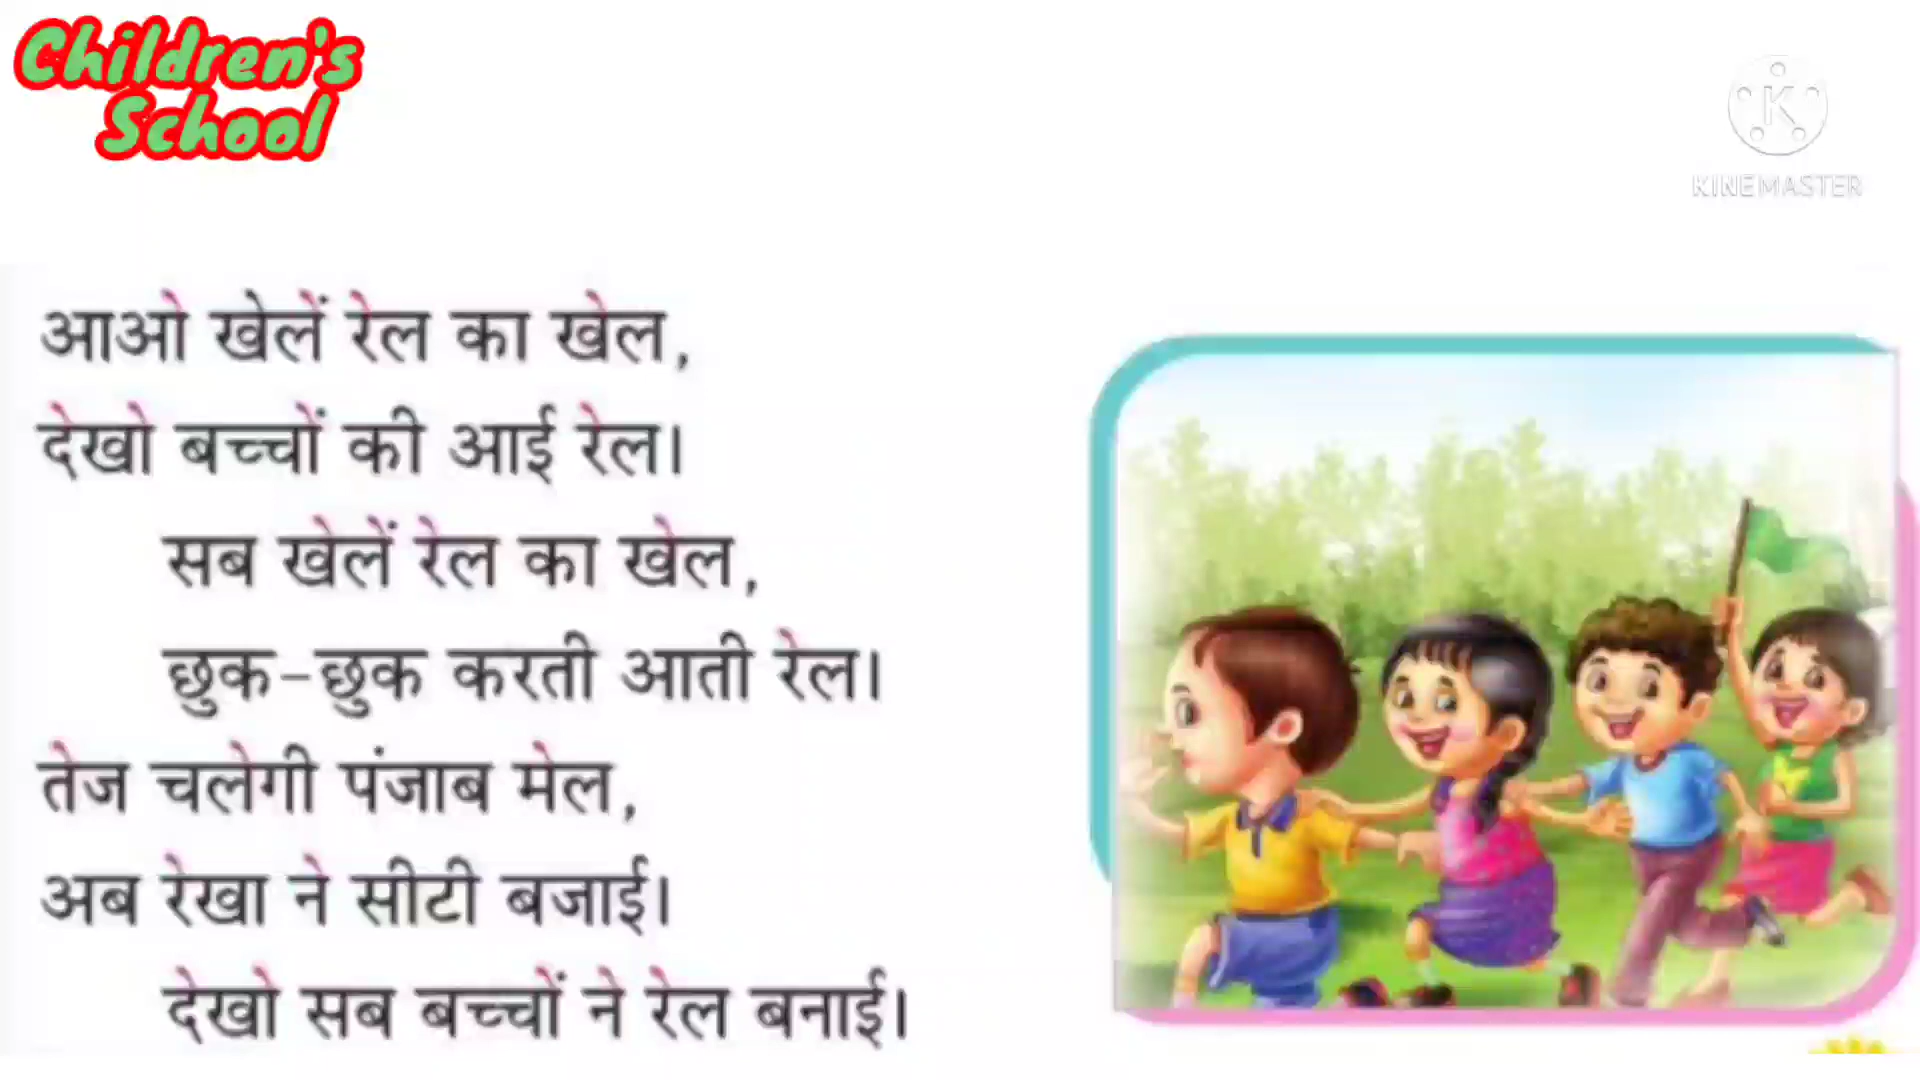 Children's
School
KINEMASTER
आओ खेलें रेल का खेल,
देखो बच्चों की आई रेल।
सब खेलें रेल का खेल,
छुक-छुक करती आती रेल।
तेज चलेगी पंजाब मेल,
अब रेखा ने सीटी बजाई।
देखो सब बच्चों ने रेल बनाई।